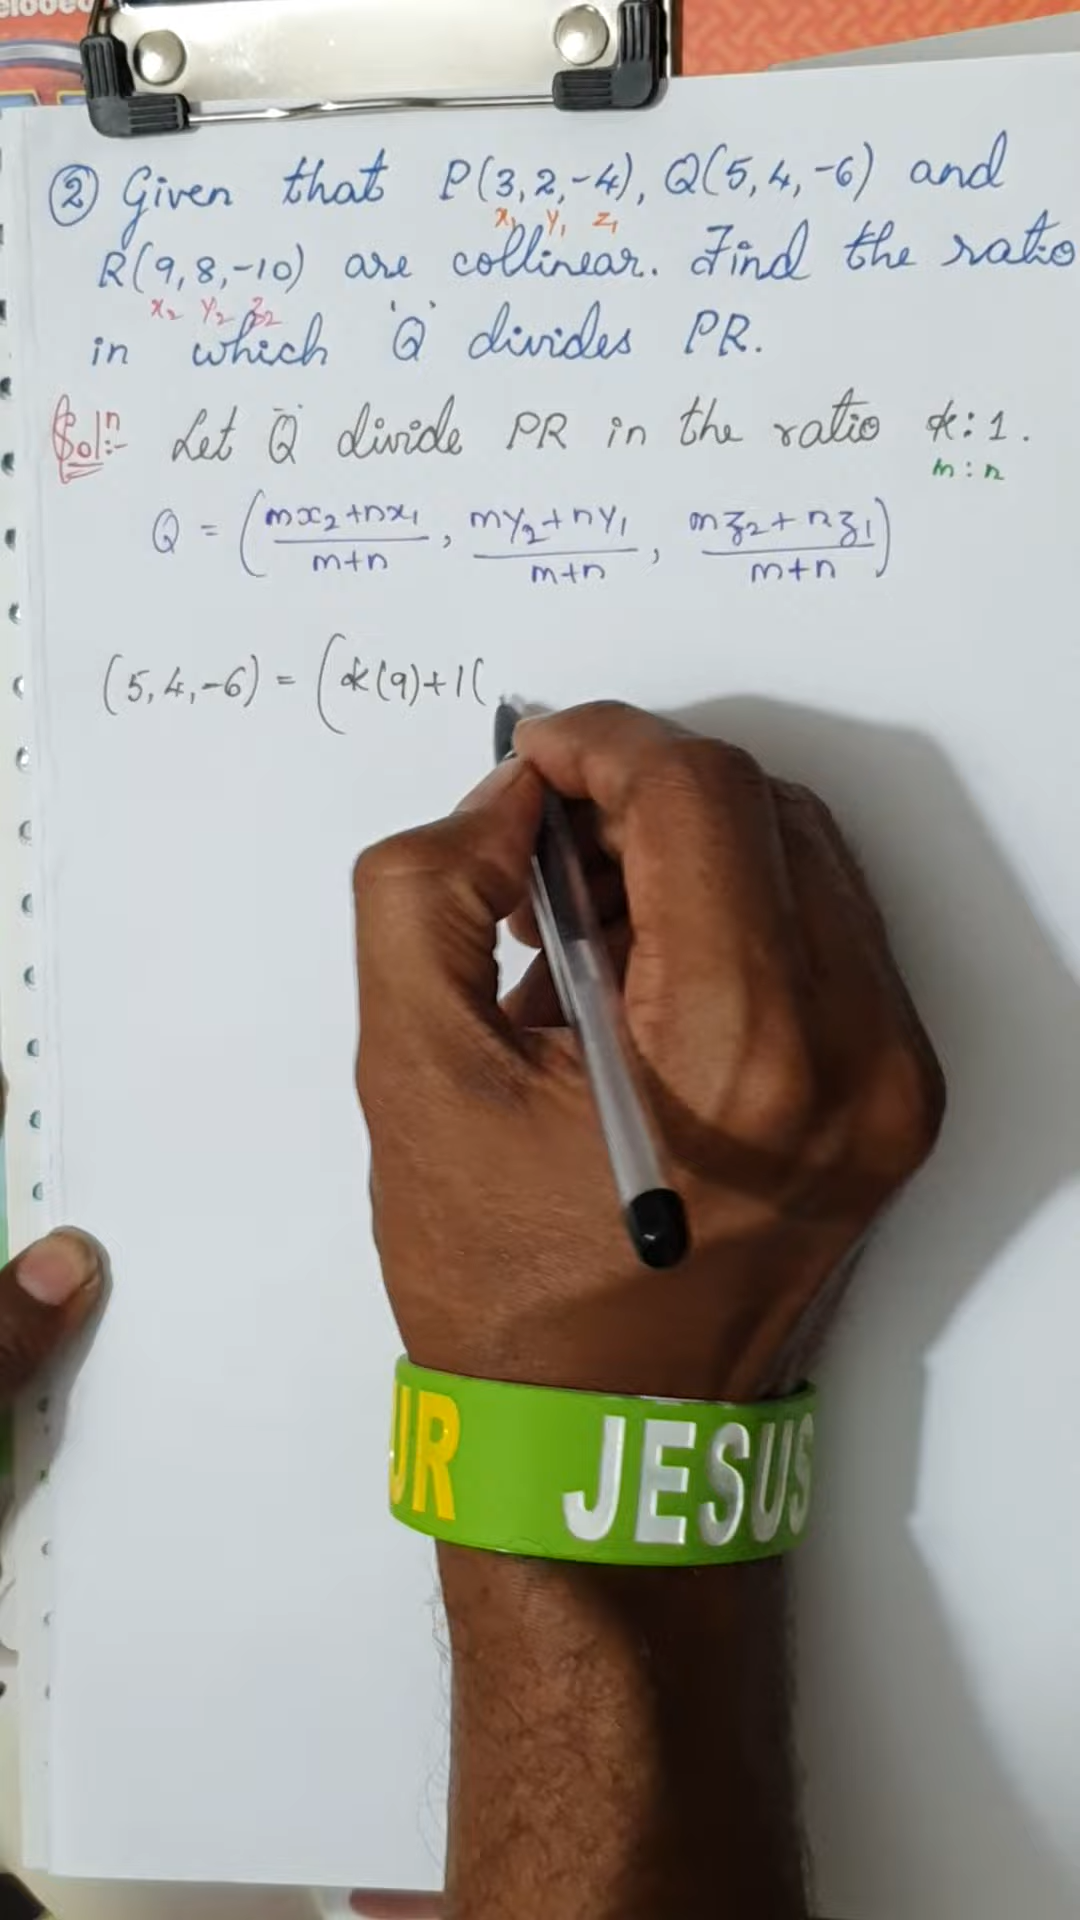 ② Given that P(3, 2, -4), Q(5, 4, -6) and
x₁ y₁ z₁
R(9, 8, -10) are collinear. Find the ratio
x₂ y₂ z₂
in which 'Q' divides PR.
Solⁿ:- Let Q divide PR in the ratio k : 1.
m : n
Q = ( mx₂+nx₁ / m+n , my₂+ny₁ / m+n , mz₂+nz₁ / m+n )
(5, 4, -6) = ( k(9)+1(
UR JESUS